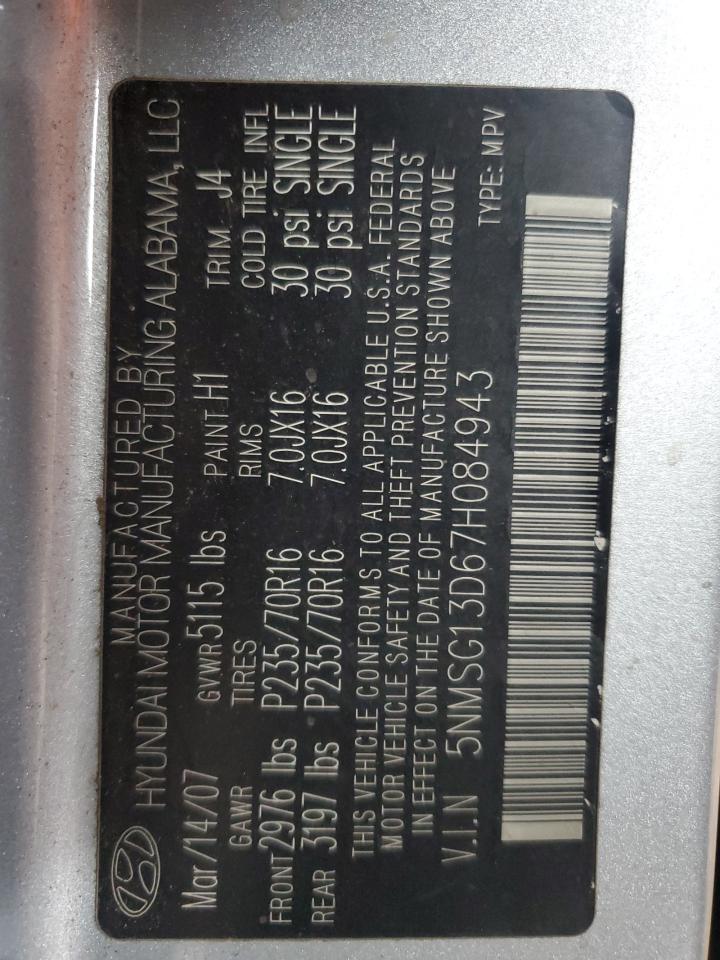 MANUFACTURED BY
HYUNDAI MOTOR MANUFACTURING ALABAMA, LLC
Mar/14/07 GVWR 5115 lbs PAINT H1 TRIM J4
GAWR TIRES RIMS COLD TIRE INFL
FRONT 2976 lbs P235/70R16 7.0JX16 30 psi SINGLE
REAR 3197 lbs P235/70R16 7.0JX16 30 psi SINGLE
THIS VEHICLE CONFORMS TO ALL APPLICABLE U.S.A. FEDERAL
MOTOR VEHICLE SAFETY AND THEFT PREVENTION STANDARDS
IN EFFECT ON THE DATE OF MANUFACTURE SHOWN ABOVE
V.I.N 5NMSG13D67H084943 TYPE: MPV